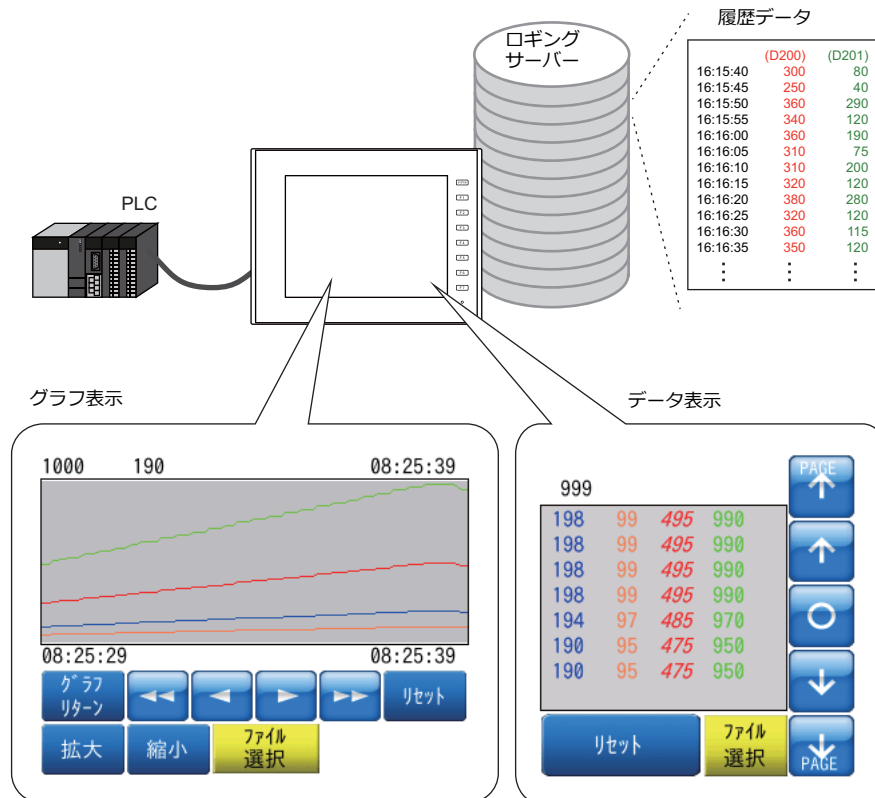 履歴データ
ロギング
サーバー
(D200) (D201)
16:15:40 300 80
16:15:45 250 40
16:15:50 360 290
16:15:55 340 120
16:16:00 360 190
16:16:05 310 75
16:16:10 310 200
16:16:15 320 120
16:16:20 380 280
16:16:25 320 120
16:16:30 360 115
16:16:35 350 120
PLC
グラフ表示
1000 190 08:25:39
08:25:29 08:25:39
グラフ
リターン
リセット
拡大
縮小
ファイル
選択
データ表示
999
198 99 495 990
198 99 495 990
198 99 495 990
198 99 495 990
194 97 485 970
190 95 475 950
190 95 475 950
PAGE
リセット
ファイル
選択
PAGE